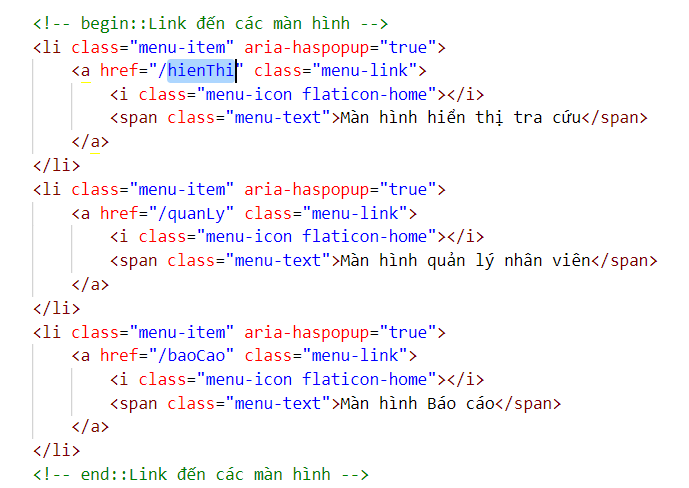 <!-- begin::Link đến các màn hình -->
<li class="menu-item" aria-haspopup="true">
<a href="/hienThi" class="menu-link">
<i class="menu-icon flaticon-home"></i>
<span class="menu-text">Màn hình hiển thị tra cứu</span>
</a>
</li>
<li class="menu-item" aria-haspopup="true">
<a href="/quanLy" class="menu-link">
<i class="menu-icon flaticon-home"></i>
<span class="menu-text">Màn hình quản lý nhân viên</span>
</a>
</li>
<li class="menu-item" aria-haspopup="true">
<a href="/baoCao" class="menu-link">
<i class="menu-icon flaticon-home"></i>
<span class="menu-text">Màn hình Báo cáo</span>
</a>
</li>
<!-- end::Link đến các màn hình -->